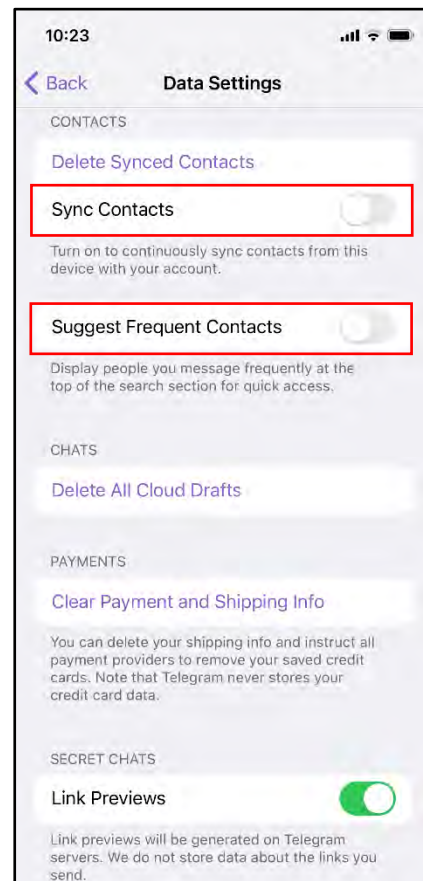 10:23
Back Data Settings
CONTACTS
Delete Synced Contacts
Sync Contacts
Turn on to continuously sync contacts from this
device with your account.
Suggest Frequent Contacts
Display people you message frequently at the
top of the search section for quick access.
CHATS
Delete All Cloud Drafts
PAYMENTS
Clear Payment and Shipping Info
You can delete your shipping info and instruct all
payment providers to remove your saved credit
cards. Note that Telegram never stores your
credit card data.
SECRET CHATS
Link Previews
Link previews will be generated on Telegram
servers. We do not store data about the links you
send.